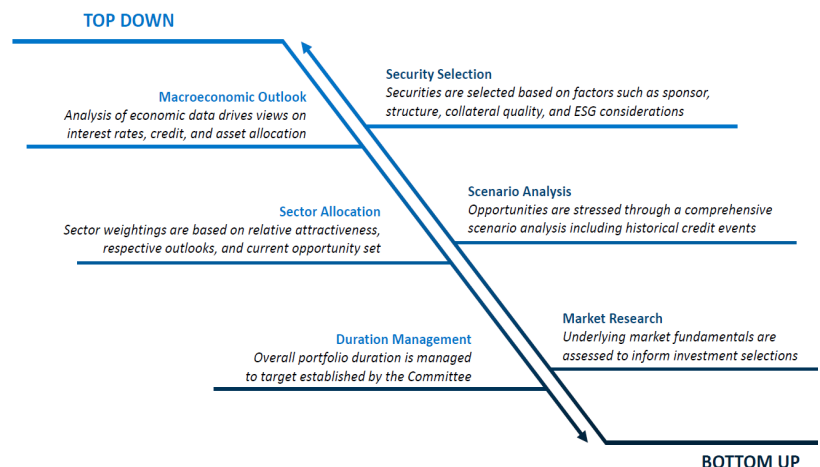 TOP DOWN
Macroeconomic Outlook
Analysis of economic data drives views on
interest rates, credit, and asset allocation
Sector Allocation
Sector weightings are based on relative attractiveness,
respective outlooks, and current opportunity set
Duration Management
Overall portfolio duration is managed
to target established by the Committee
Security Selection
Securities are selected based on factors such as sponsor,
structure, collateral quality, and ESG considerations
Scenario Analysis
Opportunities are stressed through a comprehensive
scenario analysis including historical credit events
Market Research
Underlying market fundamentals are
assessed to inform investment selections
BOTTOM UP